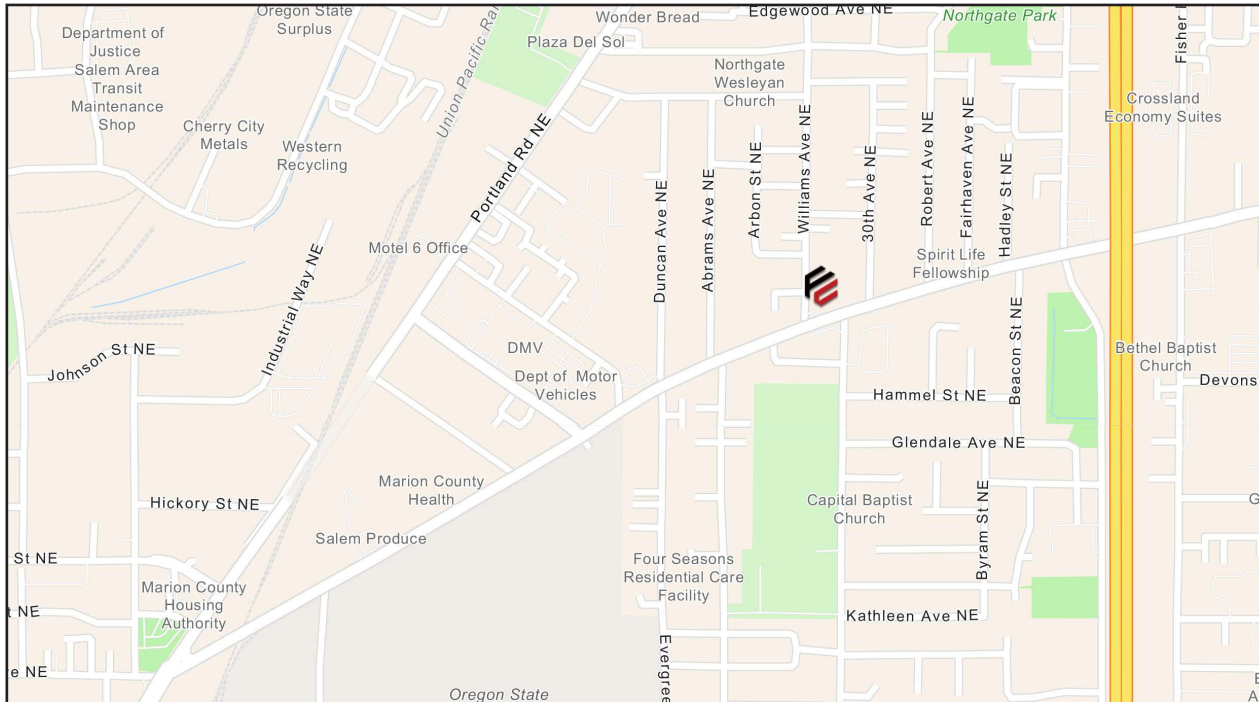 Oregon State
Surplus
Wonder Bread
Edgewood Ave NE
Northgate Park
Department of
Justice
Salem Area
Transit
Maintenance
Shop
Plaza Del Sol
Union Pacific
Northgate
Wesleyan
Church
Fisher
Crossland
Economy Suites
Cherry City
Metals
Western
Recycling
Portland Rd NE
Duncan Ave NE
Abrams Ave NE
Arbon St NE
Williams Ave NE
30th Ave NE
Robert Ave NE
Fairhaven Ave NE
Hadley St NE
Motel 6 Office
Industrial Way NE
Spirit Life
Fellowship
Johnson St NE
DMV
Dept of Motor
Vehicles
Beacon St NE
Bethel Baptist
Church
Devons
Hammel St NE
Glendale Ave NE
Marion County
Health
Hickory St NE
Capital Baptist
Church
Salem Produce
Byram St NE
St NE
Four Seasons
Residential Care
Facility
Marion County
Housing
Authority
NE
Kathleen Ave NE
Evergree
NE
Oregon State